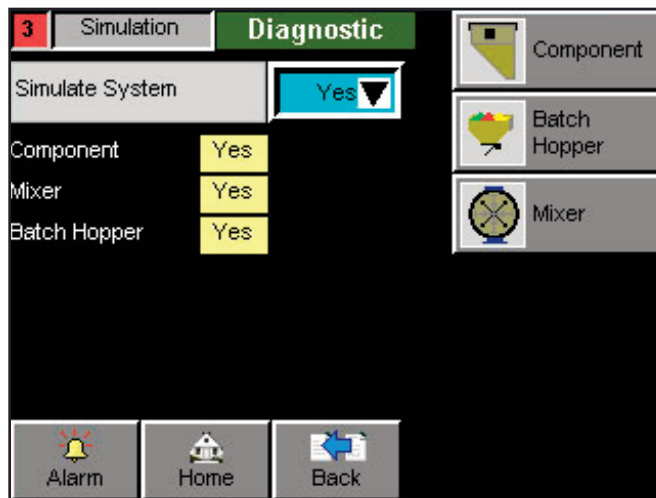 3 Simulation Diagnostic
Component
Simulate System Yes
Batch
Hopper
Component Yes
Mixer Yes
Mixer
Batch Hopper Yes
Alarm Home Back